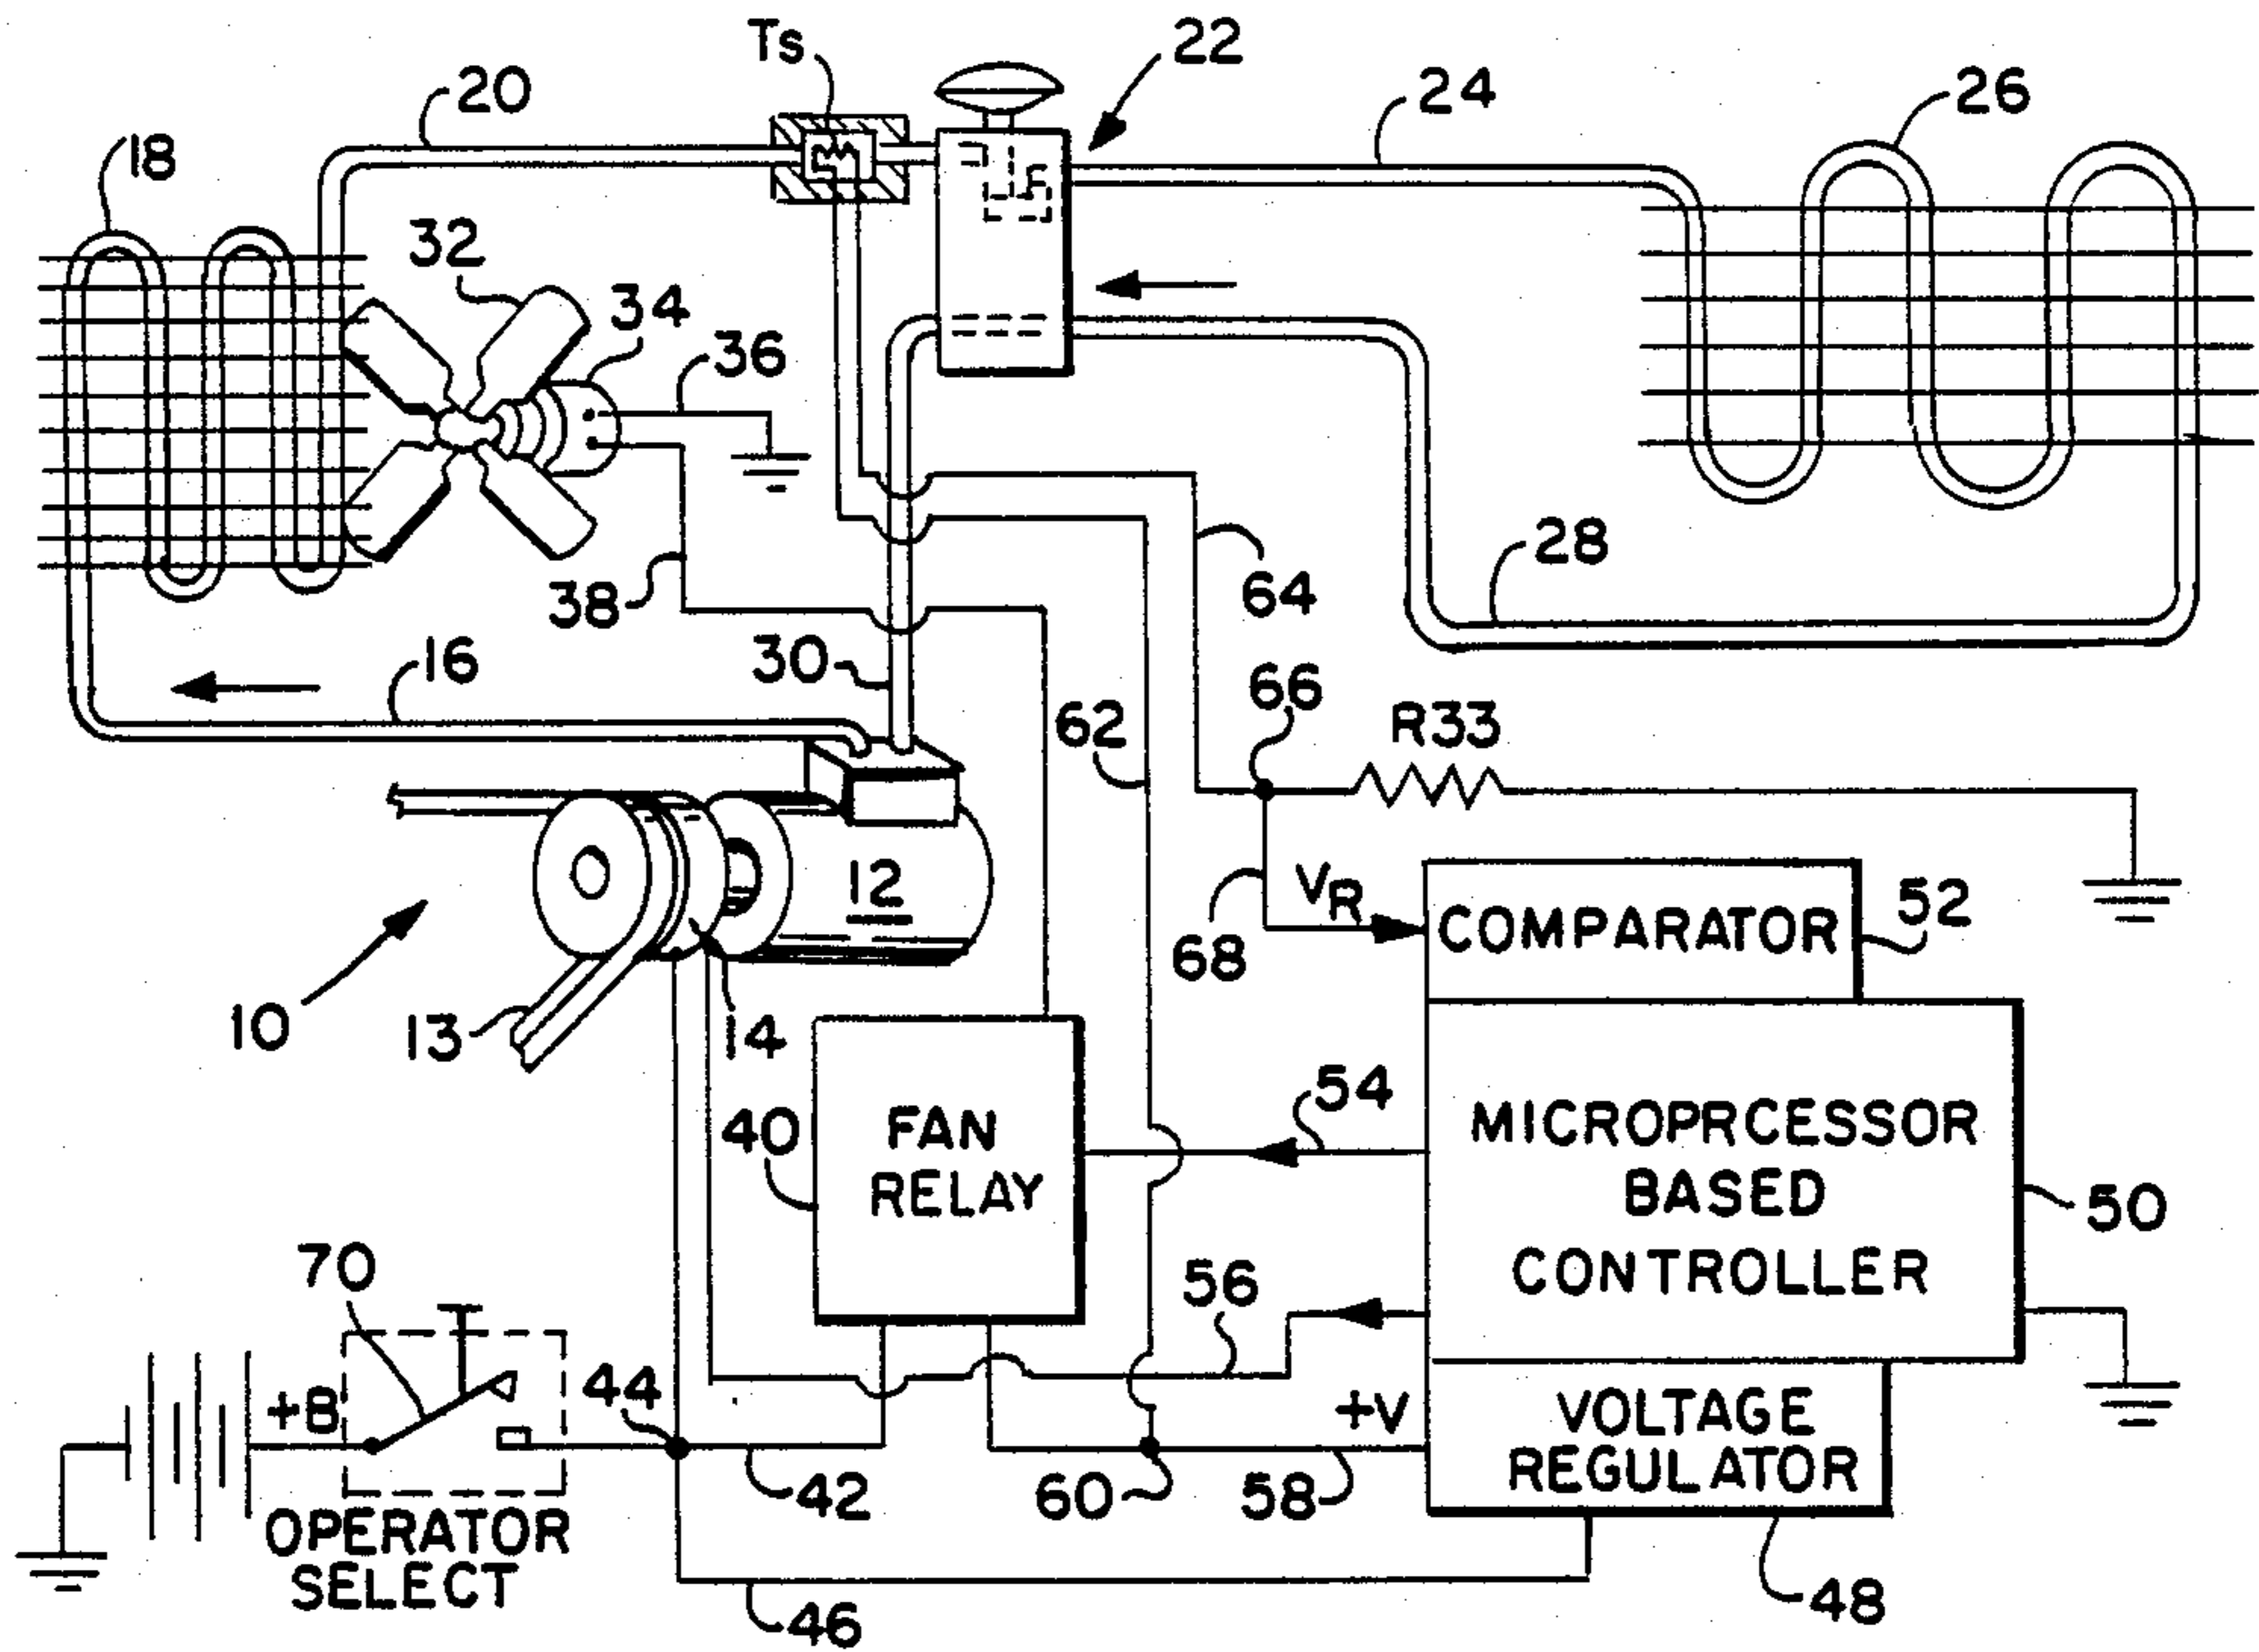 Ts
22
20
24
26
18
32
34
36
28
38
64
16
30
66
62
R33
12
VR
68
COMPARATOR
52
10
13
14
54
40
FAN
RELAY
MICROPRCESSOR
BASED
CONTROLLER
50
70
56
+B
44
+V
VOLTAGE
REGULATOR
42
60
58
OPERATOR
SELECT
46
48